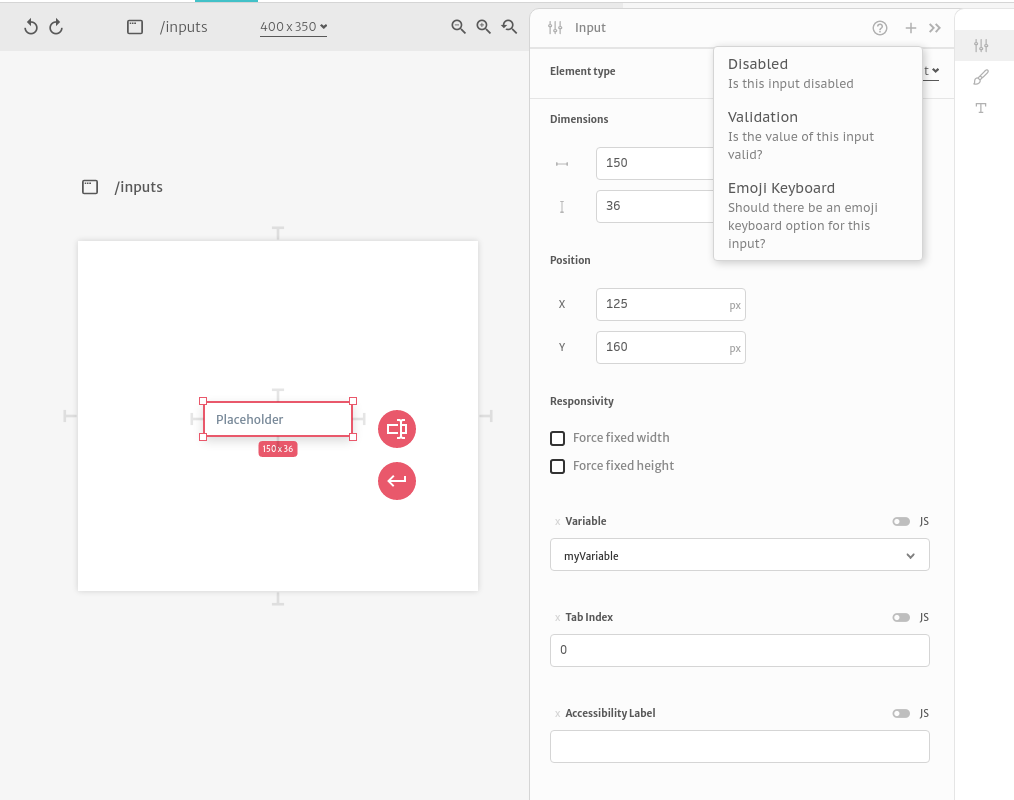 /inputs
400 x 350
/inputs
Placeholder
150 x 36
Input
Element type
t
Disabled
Is this input disabled
Validation
Is the value of this input
valid?
Emoji Keyboard
Should there be an emoji
keyboard option for this
input?
Dimensions
150
36
Position
X
125
px
Y
160
px
Responsivity
Force fixed width
Force fixed height
x Variable
JS
myVariable
x Tab Index
JS
0
x Accessibility Label
JS
T